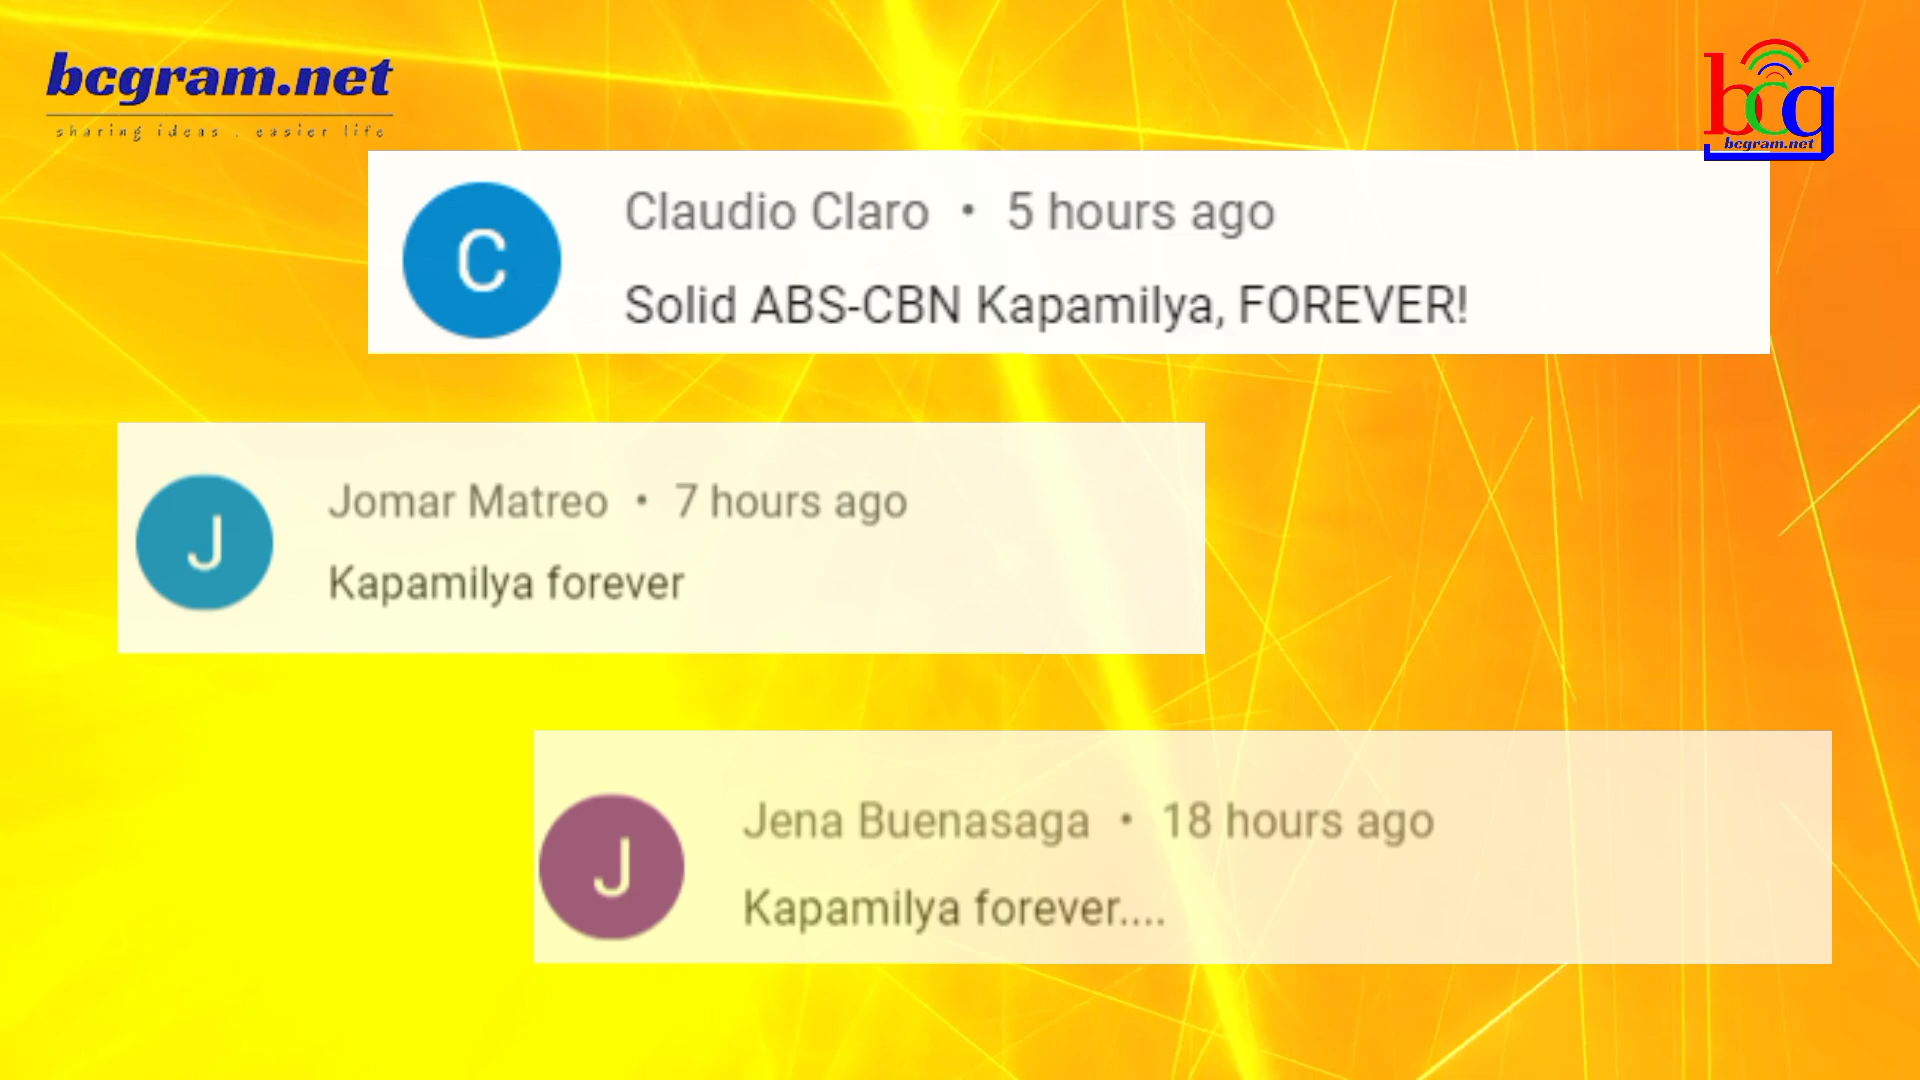 bcgram.net
sharing ideas . easier life
bcg
bcgram.net
C
Claudio Claro • 5 hours ago
Solid ABS-CBN Kapamilya, FOREVER!
J
Jomar Matreo • 7 hours ago
Kapamilya forever
J
Jena Buenasaga • 18 hours ago
Kapamilya forever....